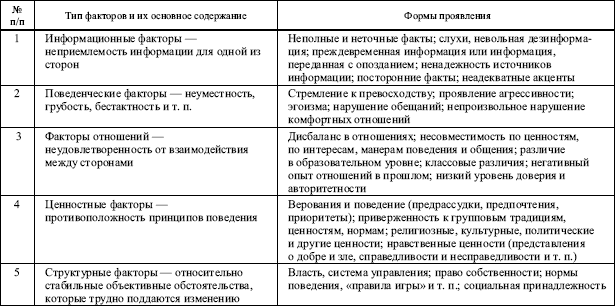 №
п/п
Тип факторов и их основное содержание
Формы проявления
1
Информационные факторы —
неприемлемость информации для одной из
сторон
Неполные и неточные факты; слухи, невольная дезинформа-
ция; преждевременная информация или информация,
переданная с опозданием; ненадежность источников
информации; посторонние факты; неадекватные акценты
2
Поведенческие факторы — неуместность,
грубость, бестактность и т. п.
Стремление к превосходству; проявление агрессивности;
эгоизма; нарушение обещаний; непроизвольное нарушение
комфортных отношений
3
Факторы отношений —
неудовлетворенность от взаимодействия
между сторонами
Дисбаланс в отношениях; несовместимость по ценностям,
по интересам, манерам поведения и общения; различие
в образовательном уровне; классовые различия; негативный
опыт отношений в прошлом; низкий уровень доверия и
авторитетности
4
Ценностные факторы —
противоположность принципов поведения
Верования и поведение (предрассудки, предпочтения,
приоритеты); приверженность к групповым традициям,
ценностям, нормам; религиозные, культурные, политические
и другие ценности; нравственные ценности (представления
о добре и зле, справедливости и несправедливости и т. п.)
5
Структурные факторы — относительно
стабильные объективные обстоятельства,
которые трудно поддаются изменению
Власть, система управления; право собственности; нормы
поведения, «правила игры» и т. п.; социальная принадлежность